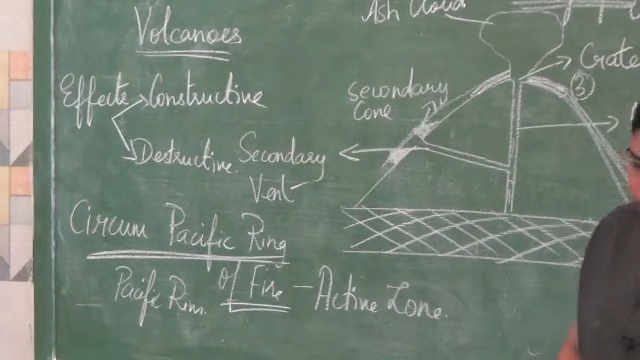 Volcanoes
Effects Constructive
Destructive.
Ash Cloud
Crate
3
Secondary
Cone
Secondary
Vent
Circum Pacific Ring
of Fire - Active Zone.
Pacific Rim.